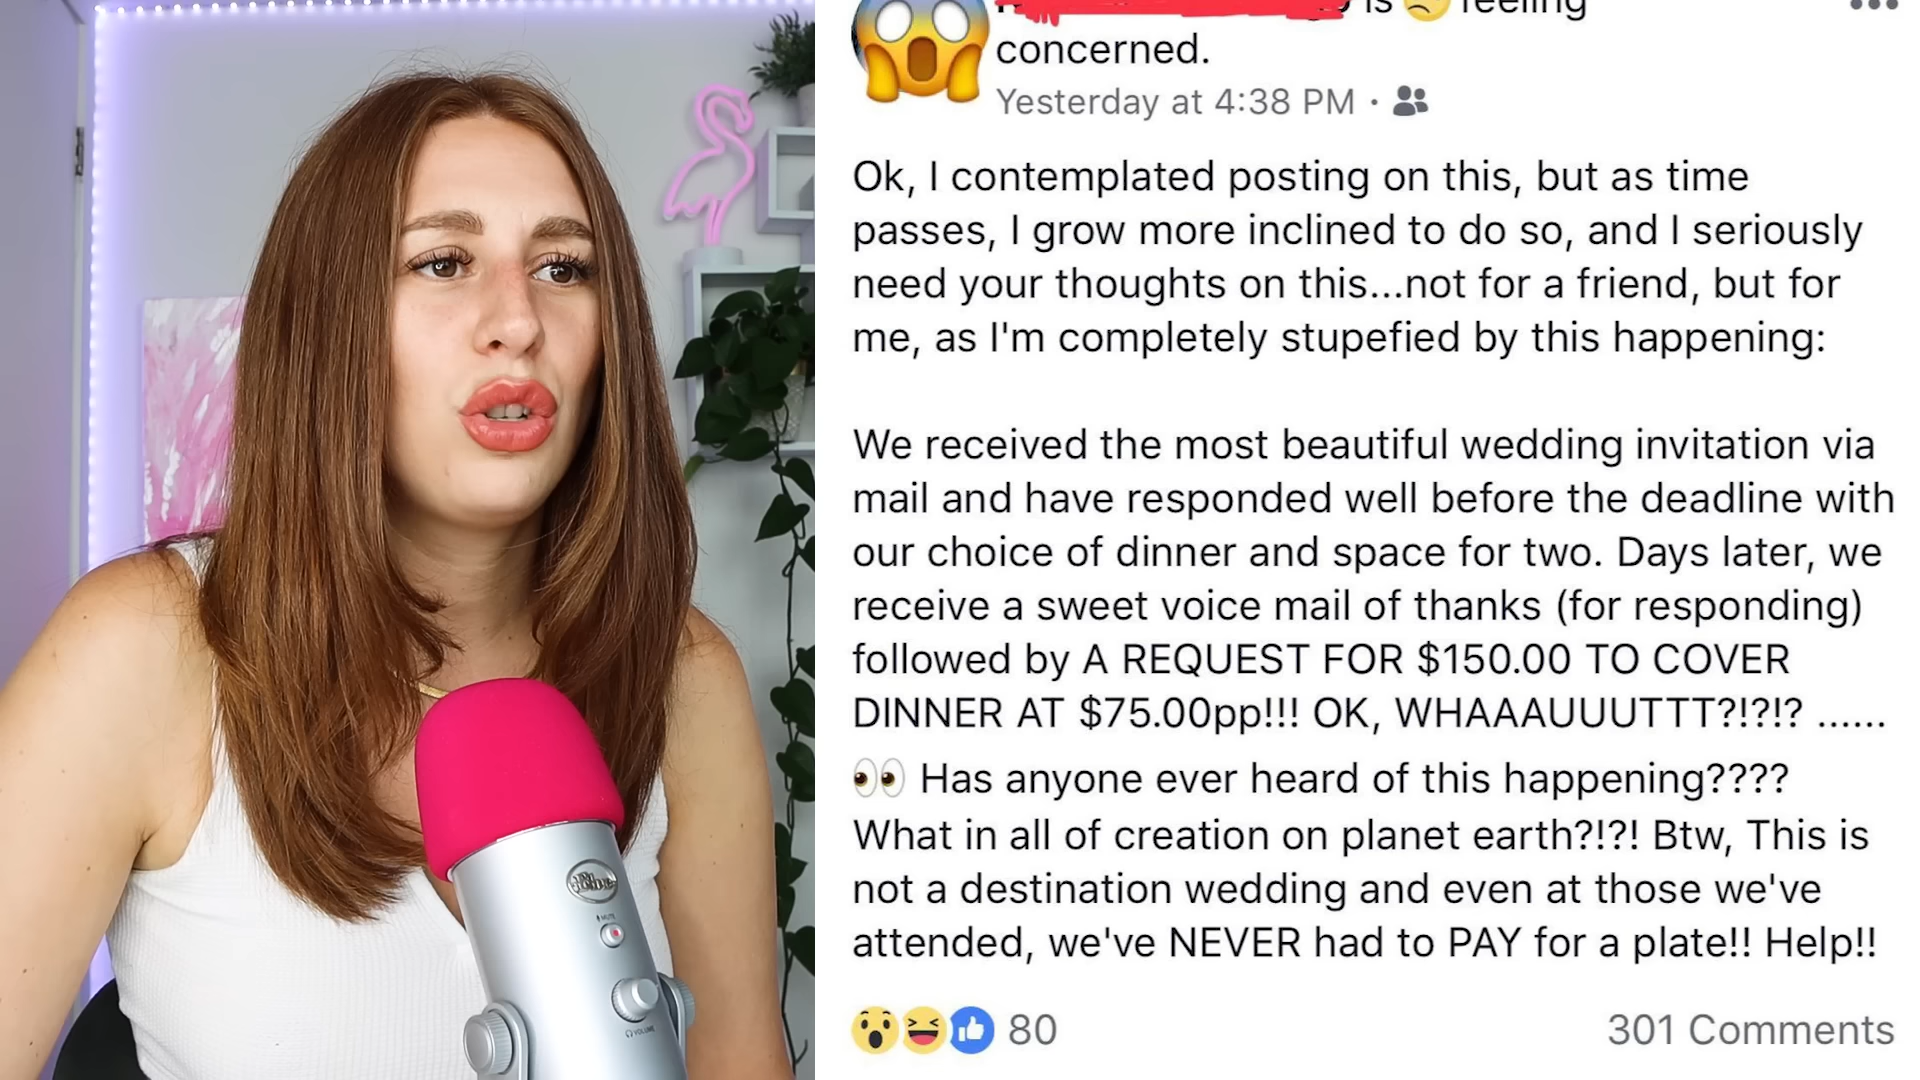 is 😟 feeling
concerned.
Yesterday at 4:38 PM ·
Ok, I contemplated posting on this, but as time
passes, I grow more inclined to do so, and I seriously
need your thoughts on this...not for a friend, but for
me, as I'm completely stupefied by this happening:
We received the most beautiful wedding invitation via
mail and have responded well before the deadline with
our choice of dinner and space for two. Days later, we
receive a sweet voice mail of thanks (for responding)
followed by A REQUEST FOR $150.00 TO COVER
DINNER AT $75.00pp!!! OK, WHAAAUUUTTT?!?!? ......
👀 Has anyone ever heard of this happening????
What in all of creation on planet earth?!?! Btw, This is
not a destination wedding and even at those we've
attended, we've NEVER had to PAY for a plate!! Help!!
80
301 Comments
MUTE
VOLUME